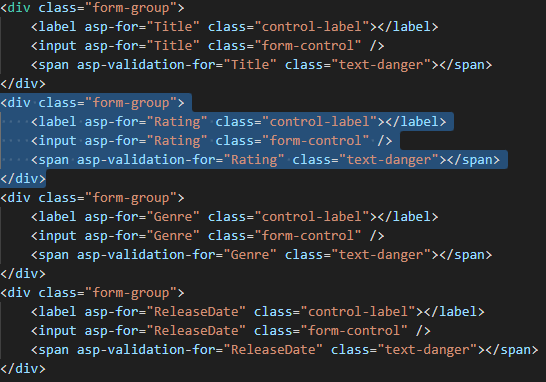 <div class="form-group">
    <label asp-for="Title" class="control-label"></label>
    <input asp-for="Title" class="form-control" />
    <span asp-validation-for="Title" class="text-danger"></span>
</div>
<div class="form-group">
    <label asp-for="Rating" class="control-label"></label>
    <input asp-for="Rating" class="form-control" />
    <span asp-validation-for="Rating" class="text-danger"></span>
</div>
<div class="form-group">
    <label asp-for="Genre" class="control-label"></label>
    <input asp-for="Genre" class="form-control" />
    <span asp-validation-for="Genre" class="text-danger"></span>
</div>
<div class="form-group">
    <label asp-for="ReleaseDate" class="control-label"></label>
    <input asp-for="ReleaseDate" class="form-control" />
    <span asp-validation-for="ReleaseDate" class="text-danger"></span>
</div>